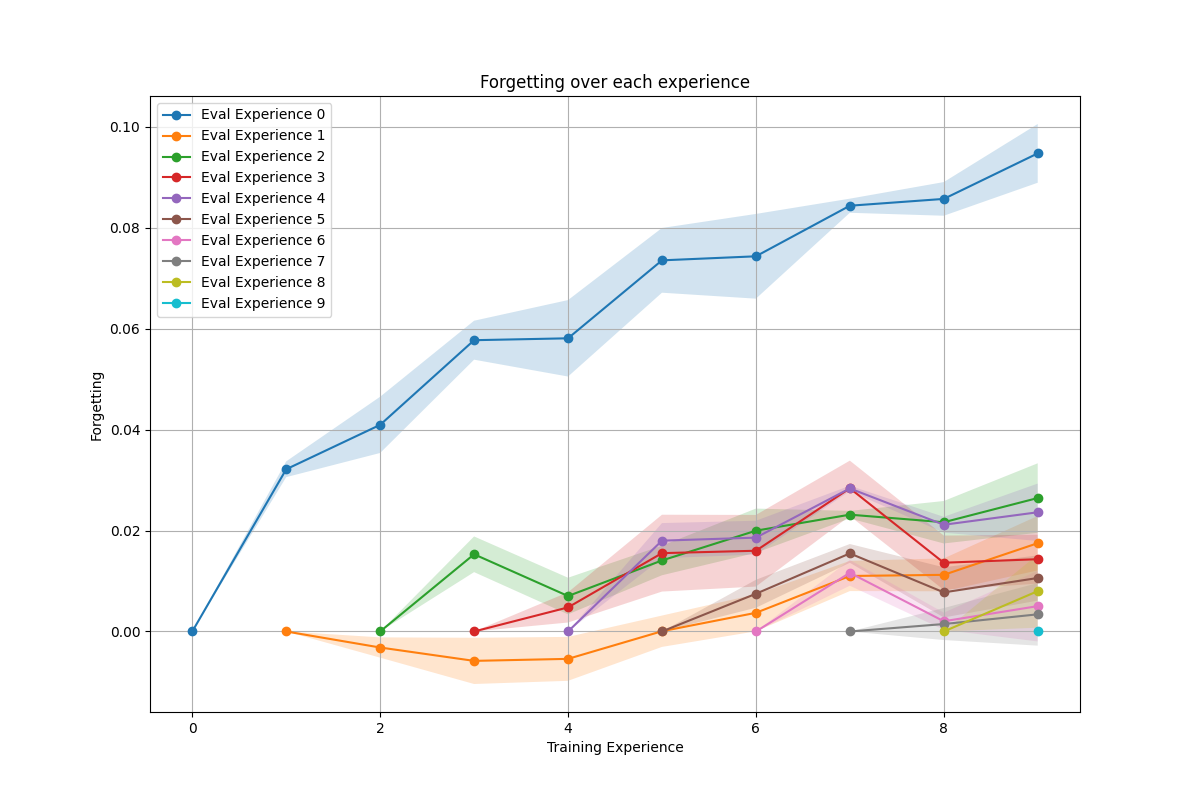 Forgetting over each experience
Eval Experience 0
Eval Experience 1
Eval Experience 2
Eval Experience 3
Eval Experience 4
Eval Experience 5
Eval Experience 6
Eval Experience 7
Eval Experience 8
Eval Experience 9
0.10
0.08
0.06
0.04
0.02
0.00
Forgetting
0 2 4 6 8
Training Experience